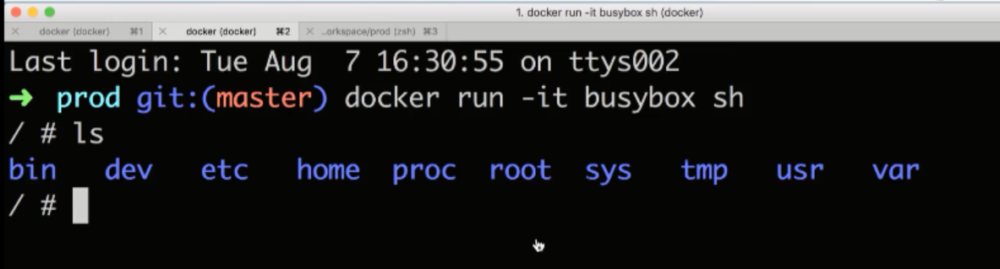 1. docker run -it busybox sh (docker)
docker (docker) ⌘1 docker (docker) ⌘2 ..orkspace/prod (zsh) ⌘3
Last login: Tue Aug  7 16:30:55 on ttys002
➜  prod git:(master) docker run -it busybox sh
/ # ls
bin   dev   etc   home  proc  root  sys   tmp   usr   var
/ #